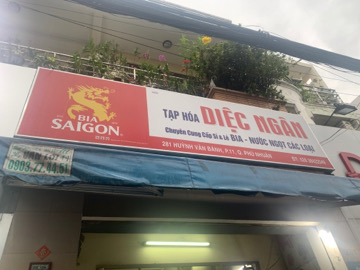 BIA
SAIGON
TẠP HÓA DIỆC NGÂN
Chuyên Cung Cấp Sỉ & Lẻ BIA - NƯỚC NGỌT CÁC LOẠI
281 HUỲNH VĂN BÁNH, P.11, Q. PHÚ NHUẬN